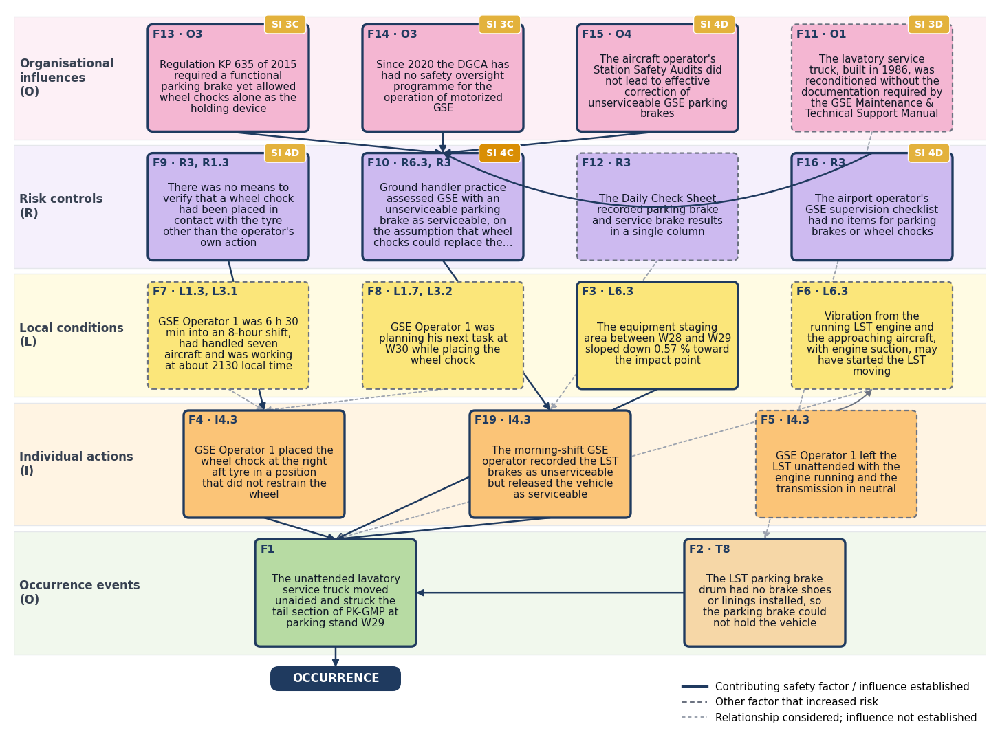 Organisational
influences
(O)
F13 · O3
SI 3C
Regulation KP 635 of 2015
required a functional
parking brake yet allowed
wheel chocks alone as the
holding device
F14 · O3
SI 3C
Since 2020 the DGCA has
had no safety oversight
programme for the
operation of motorized
GSE
F15 · O4
SI 4D
The aircraft operator's
Station Safety Audits did
not lead to effective
correction of
unserviceable GSE parking
brakes
F11 · O1
SI 3D
The lavatory service
truck, built in 1986, was
reconditioned without the
documentation required by
the GSE Maintenance &
Technical Support Manual
Risk controls
(R)
F9 · R3, R1.3
SI 4D
There was no means to
verify that a wheel chock
had been placed in
contact with the tyre
other than the operator's
own action
F10 · R6.3, R3
SI 4C
Ground handler practice
assessed GSE with an
unserviceable parking
brake as serviceable, on
the assumption that wheel
chocks could replace the…
F12 · R3
The Daily Check Sheet
recorded parking brake
and service brake results
in a single column
F16 · R3
SI 4D
The airport operator's
GSE supervision checklist
had no items for parking
brakes or wheel chocks
Local conditions
(L)
F7 · L1.3, L3.1
GSE Operator 1 was 6 h 30
min into an 8-hour shift,
had handled seven
aircraft and was working
at about 2130 local time
F8 · L1.7, L3.2
GSE Operator 1 was
planning his next task at
W30 while placing the
wheel chock
F3 · L6.3
The equipment staging
area between W28 and W29
sloped down 0.57 % toward
the impact point
F6 · L6.3
Vibration from the
running LST engine and
the approaching aircraft,
with engine suction, may
have started the LST
moving
Individual actions
(I)
F4 · I4.3
GSE Operator 1 placed the
wheel chock at the right
aft tyre in a position
that did not restrain the
wheel
F19 · I4.3
The morning-shift GSE
operator recorded the LST
brakes as unserviceable
but released the vehicle
as serviceable
F5 · I4.3
GSE Operator 1 left the
LST unattended with the
engine running and the
transmission in neutral
Occurrence events
(O)
F1
The unattended lavatory
service truck moved
unaided and struck the
tail section of PK-GMP at
parking stand W29
F2 · T8
The LST parking brake
drum had no brake shoes
or linings installed, so
the parking brake could
not hold the vehicle
OCCURRENCE
Contributing safety factor / influence established
Other factor that increased risk
Relationship considered; influence not established